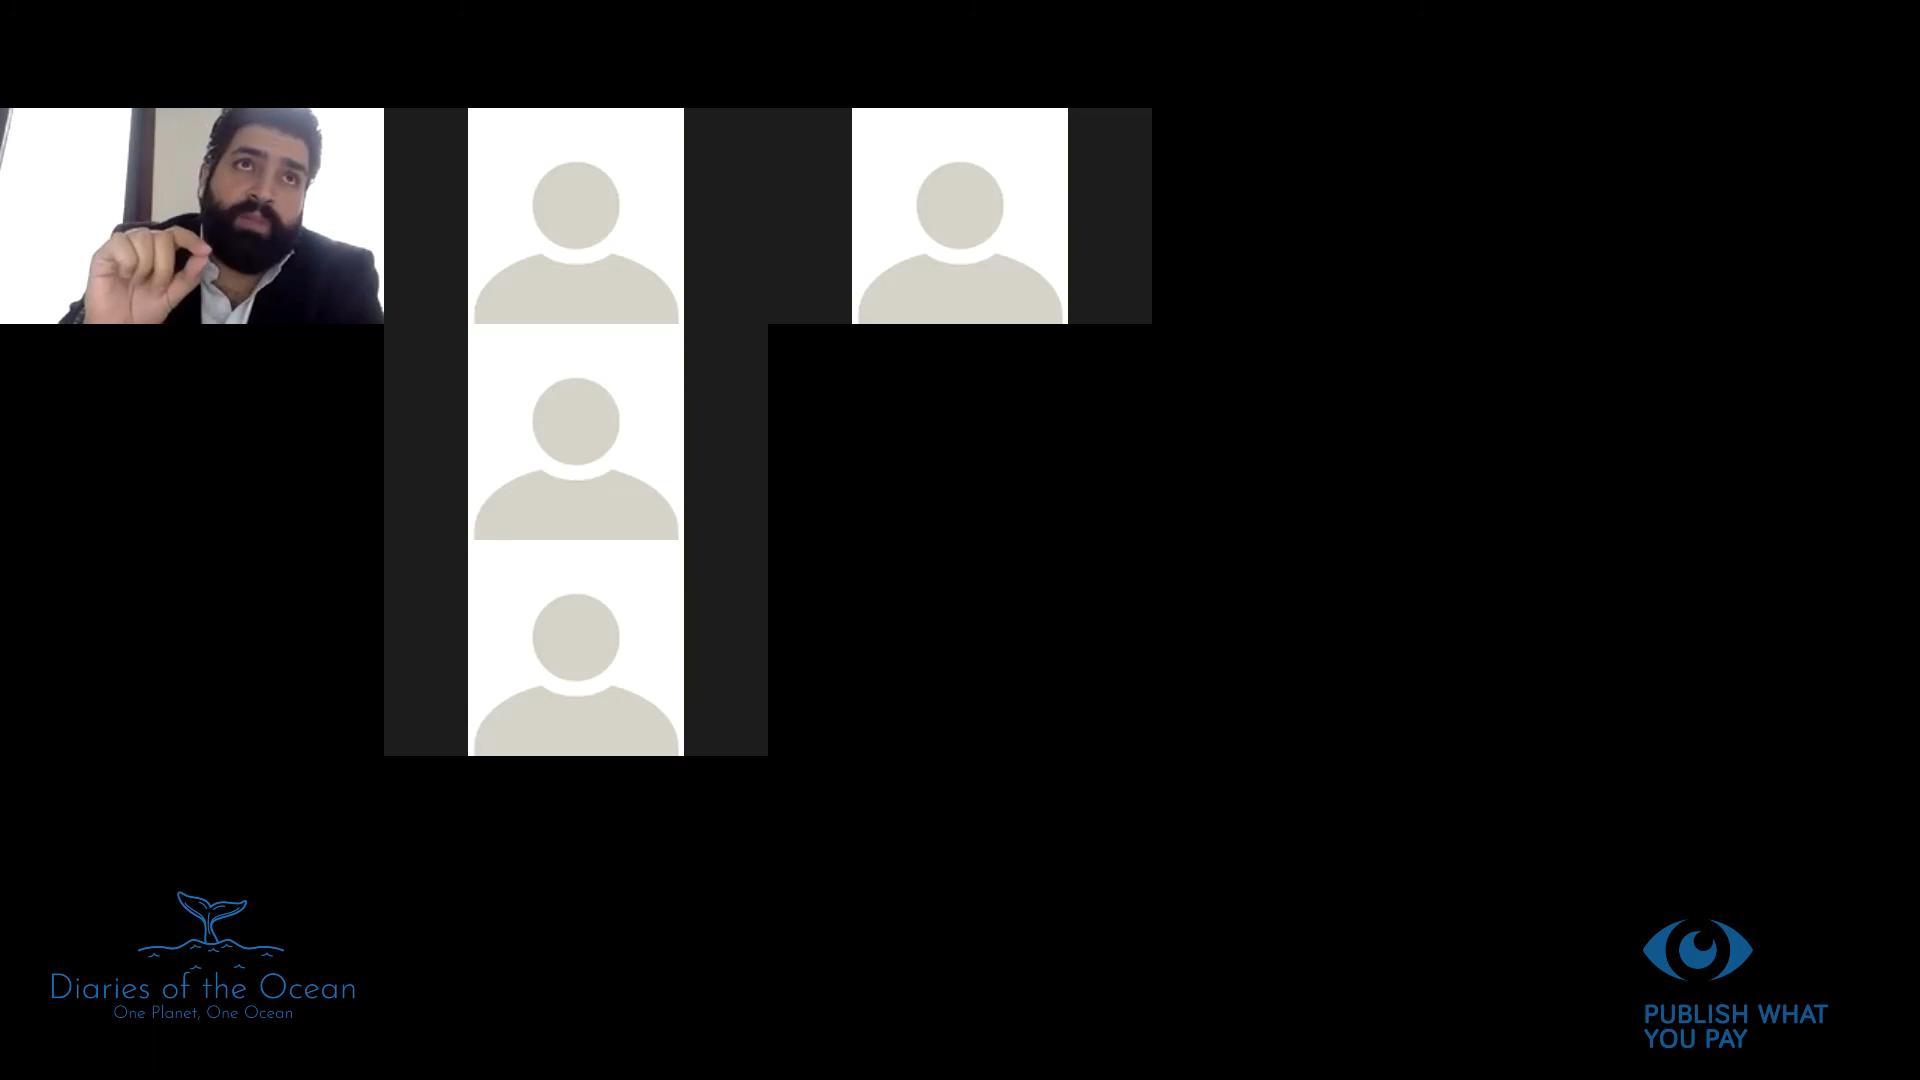 Diaries of the Ocean
One Planet, One Ocean
PUBLISH WHAT
YOU PAY